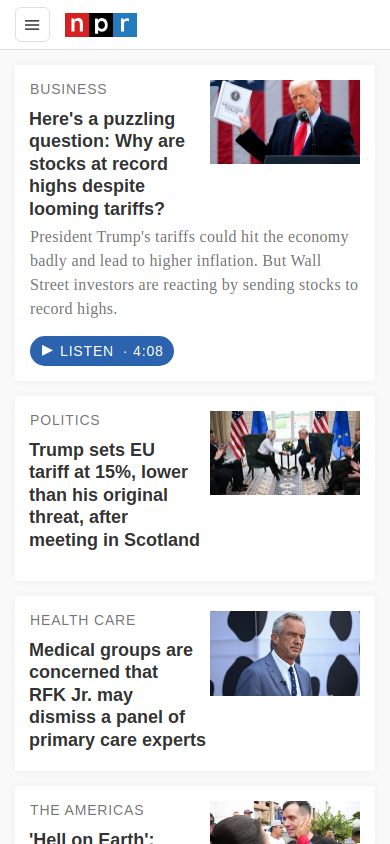 npr
BUSINESS
Here's a puzzling
question: Why are
stocks at record
highs despite
looming tariffs?
President Trump's tariffs could hit the economy
badly and lead to higher inflation. But Wall
Street investors are reacting by sending stocks to
record highs.
LISTEN · 4:08
POLITICS
Trump sets EU
tariff at 15%, lower
than his original
threat, after
meeting in Scotland
HEALTH CARE
Medical groups are
concerned that
RFK Jr. may
dismiss a panel of
primary care experts
THE AMERICAS
'Hell on Earth':